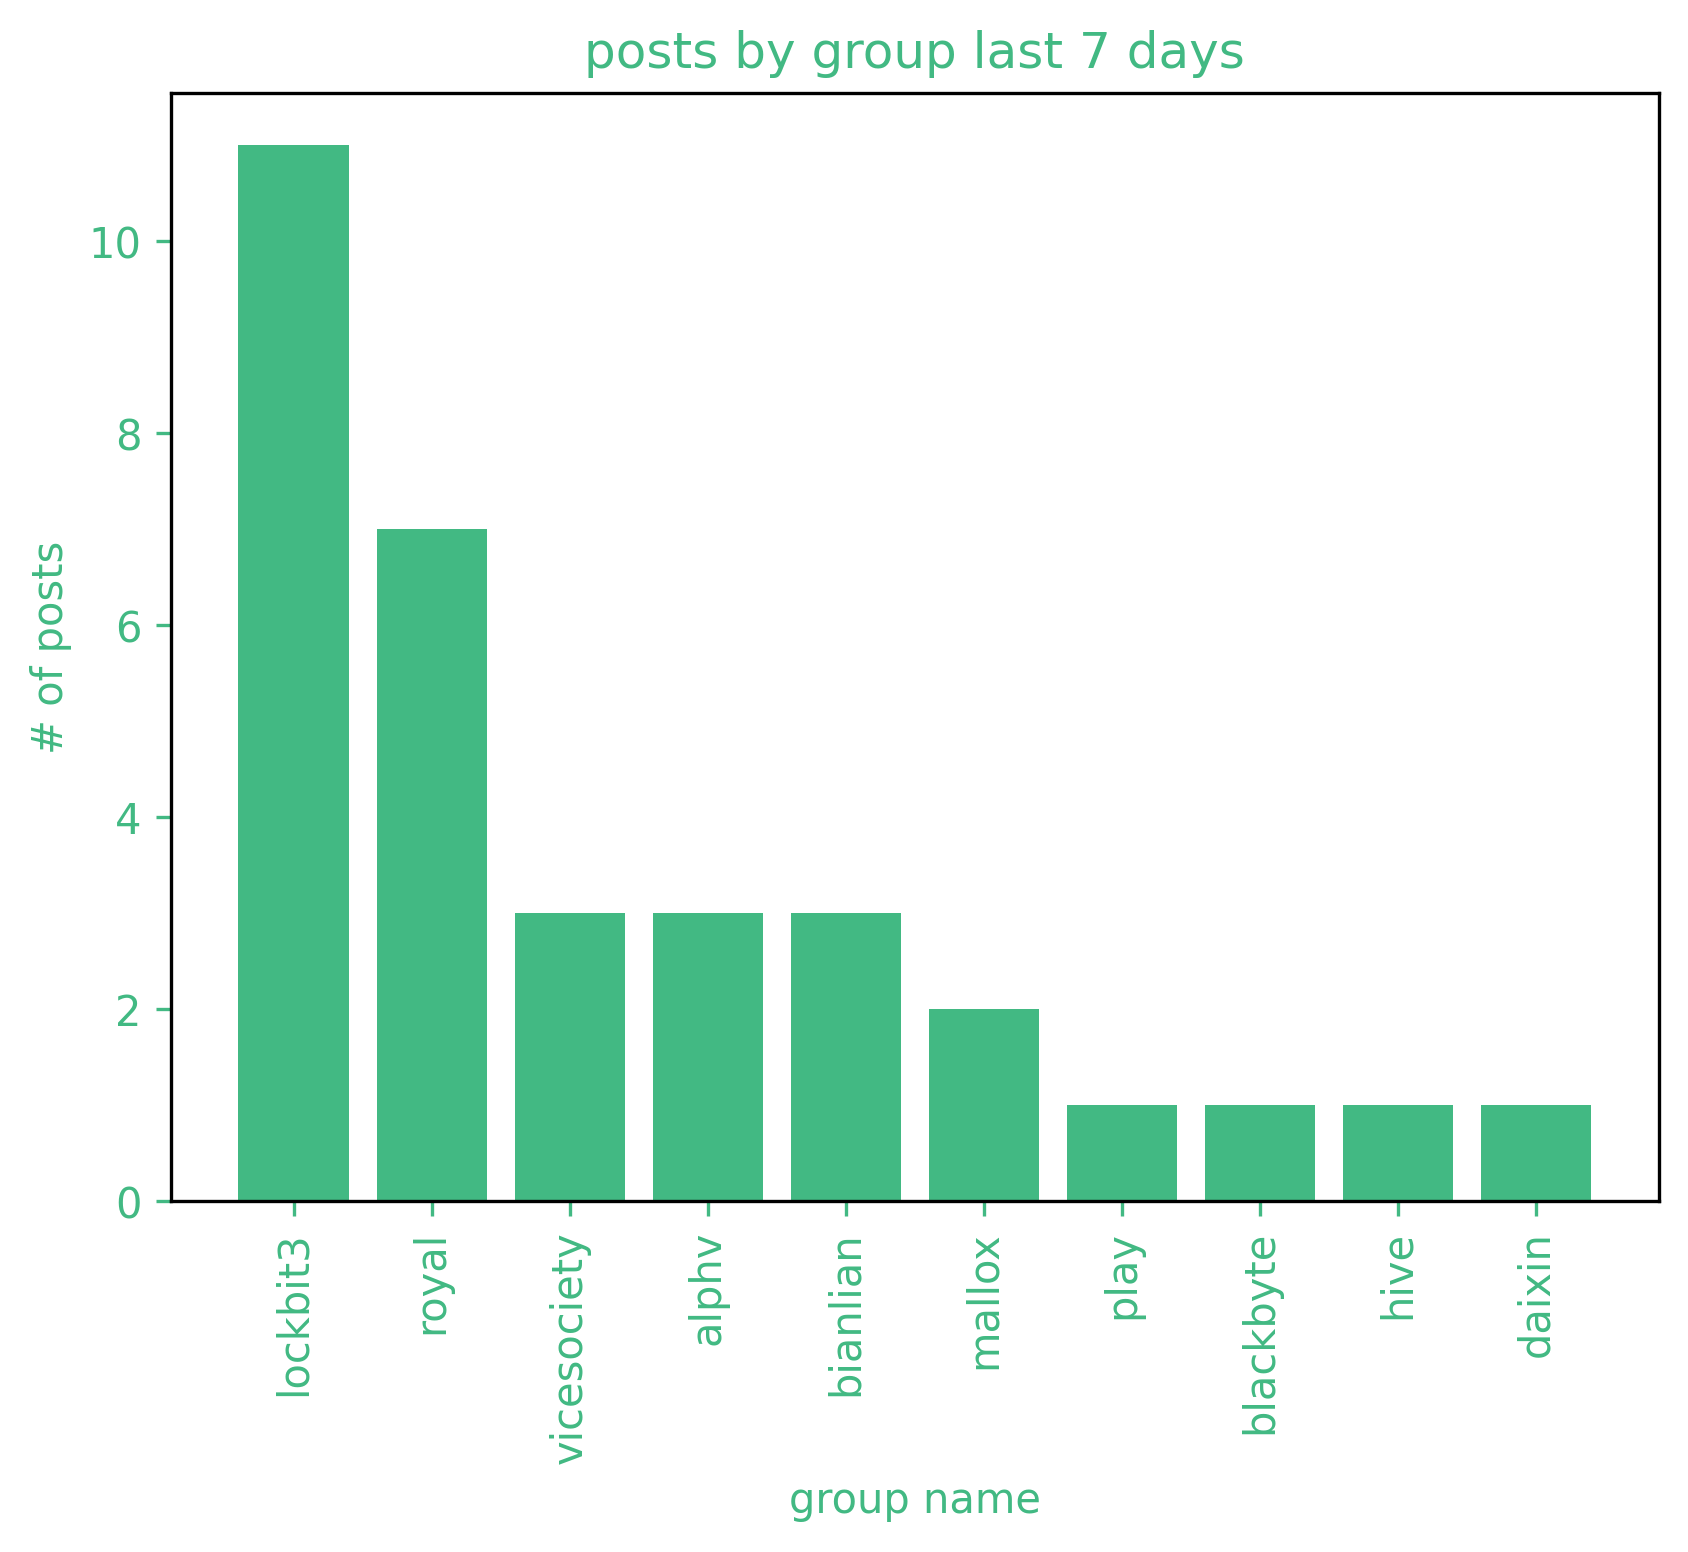 posts by group last 7 days
# of posts
10
8
6
4
2
0
lockbit3
royal
vicesociety
alphv
bianlian
mallox
play
blackbyte
hive
daixin
group name